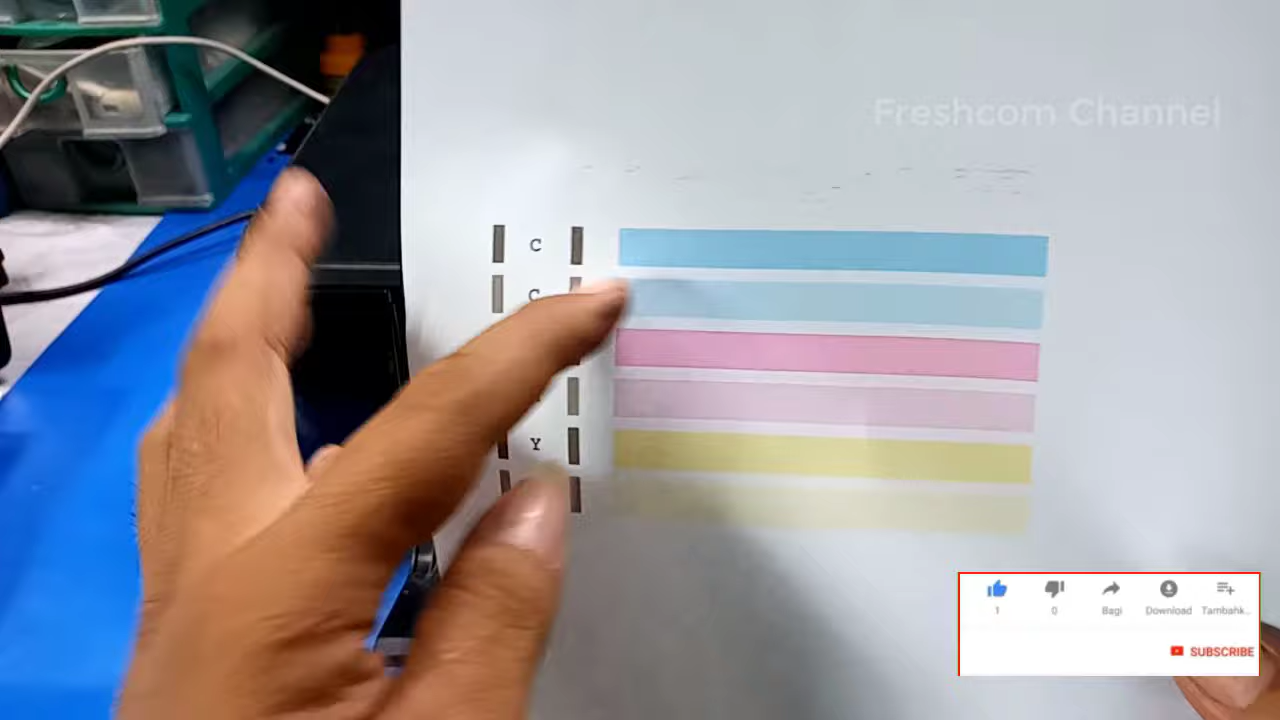 Freshcom Channel
C
C
Y
1 0 Bagi Download Tambahk...
SUBSCRIBE